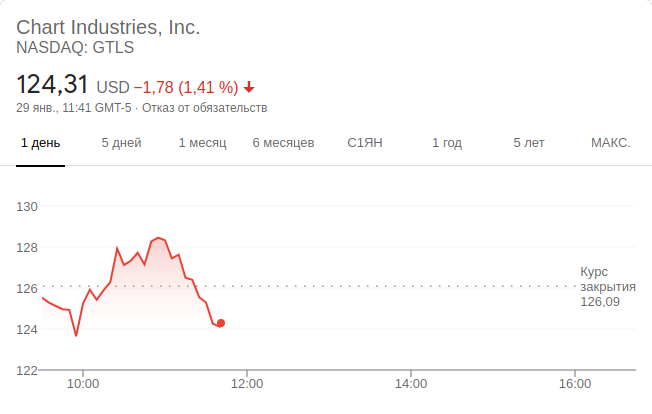 Chart Industries, Inc.
NASDAQ: GTLS
124,31 USD −1,78 (1,41 %)
29 янв., 11:41 GMT-5 · Отказ от обязательств
1 день 5 дней 1 месяц 6 месяцев С1ЯН 1 год 5 лет МАКС.
130
128
126
124
122
Курс
закрытия
126,09
10:00 12:00 14:00 16:00